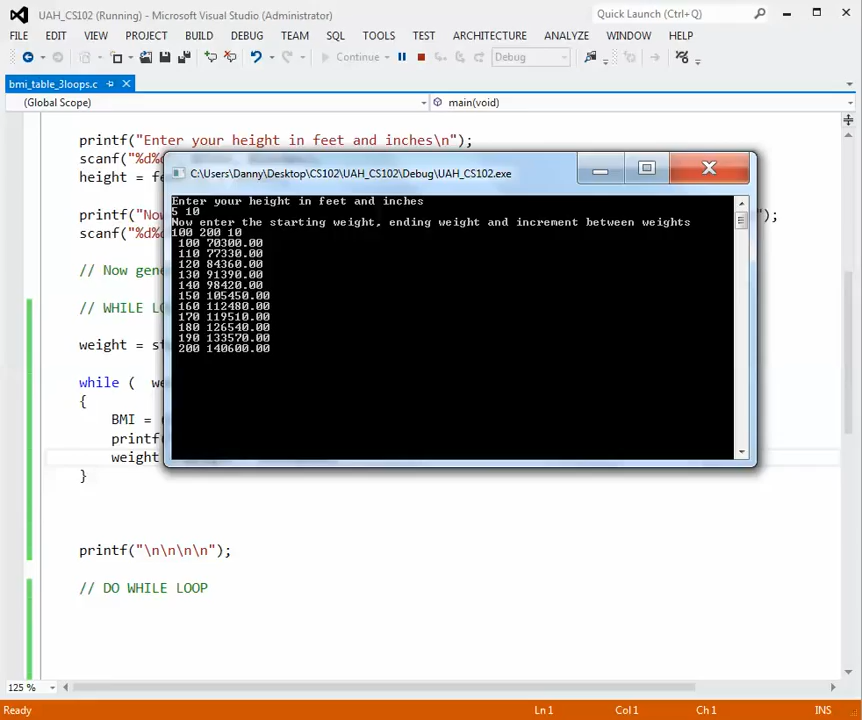 UAH_CS102 (Running) - Microsoft Visual Studio (Administrator)
Quick Launch (Ctrl+Q)
FILE EDIT VIEW PROJECT BUILD DEBUG TEAM SQL TOOLS TEST ARCHITECTURE ANALYZE WINDOW HELP
Continue Debug
bmi_table_3loops.c
(Global Scope) main(void)
printf("Enter your height in feet and inches\n");
scanf("%d%
height = fe
printf("No ");
scanf("%d%
// Now gen
// WHILE LO
weight = s
while ( we
{
BMI = (
printf(
weight
}
printf("\n\n\n\n");
// DO WHILE LOOP
C:\Users\Danny\Desktop\CS102\UAH_CS102\Debug\UAH_CS102.exe
Enter your height in feet and inches
5 10
Now enter the starting weight, ending weight and increment between weights
100 200 10
100 70300.00
110 77330.00
120 84360.00
130 91390.00
140 98420.00
150 105450.00
160 112480.00
170 119510.00
180 126540.00
190 133570.00
200 140600.00
125 %
Ready Ln 1 Col 1 Ch 1 INS